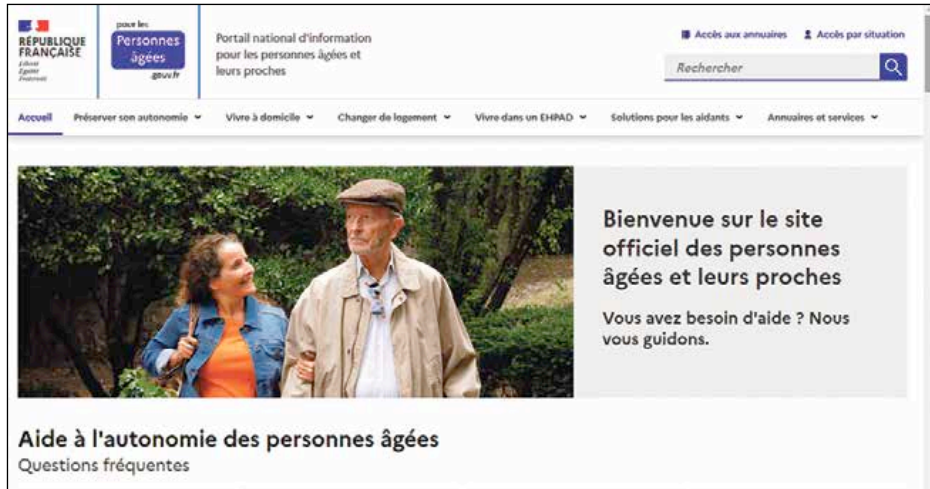 RÉPUBLIQUE
FRANÇAISE
Liberté
Égalité
Fraternité
pour les
Personnes
âgées
.gouv.fr
Portail national d'information
pour les personnes âgées et
leurs proches
Accès aux annuaires Accès par situation
Rechercher
Accueil Préserver son autonomie Vivre à domicile Changer de logement Vivre dans un EHPAD Solutions pour les aidants Annuaires et services
Bienvenue sur le site
officiel des personnes
âgées et leurs proches
Vous avez besoin d'aide ? Nous
vous guidons.
Aide à l'autonomie des personnes âgées
Questions fréquentes